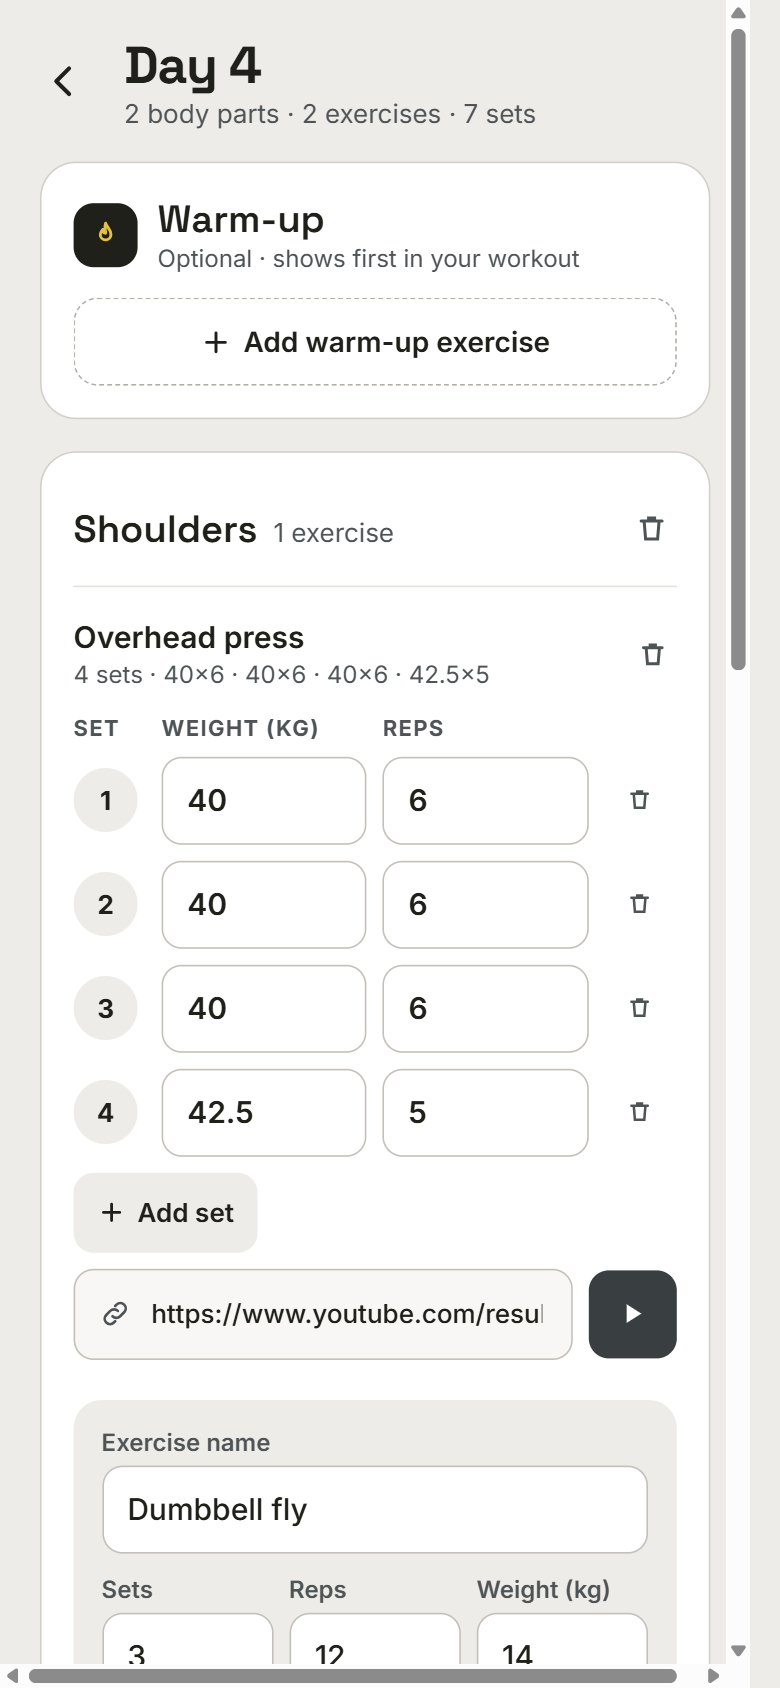 Day 4
2 body parts · 2 exercises · 7 sets
Warm-up
Optional · shows first in your workout
Add warm-up exercise
Shoulders 1 exercise
Overhead press
4 sets · 40×6 · 40×6 · 40×6 · 42.5×5
SET WEIGHT (KG) REPS
1 40 6
2 40 6
3 40 6
4 42.5 5
Add set
https://www.youtube.com/resul
Exercise name
Dumbbell fly
Sets Reps Weight (kg)
3 12 14